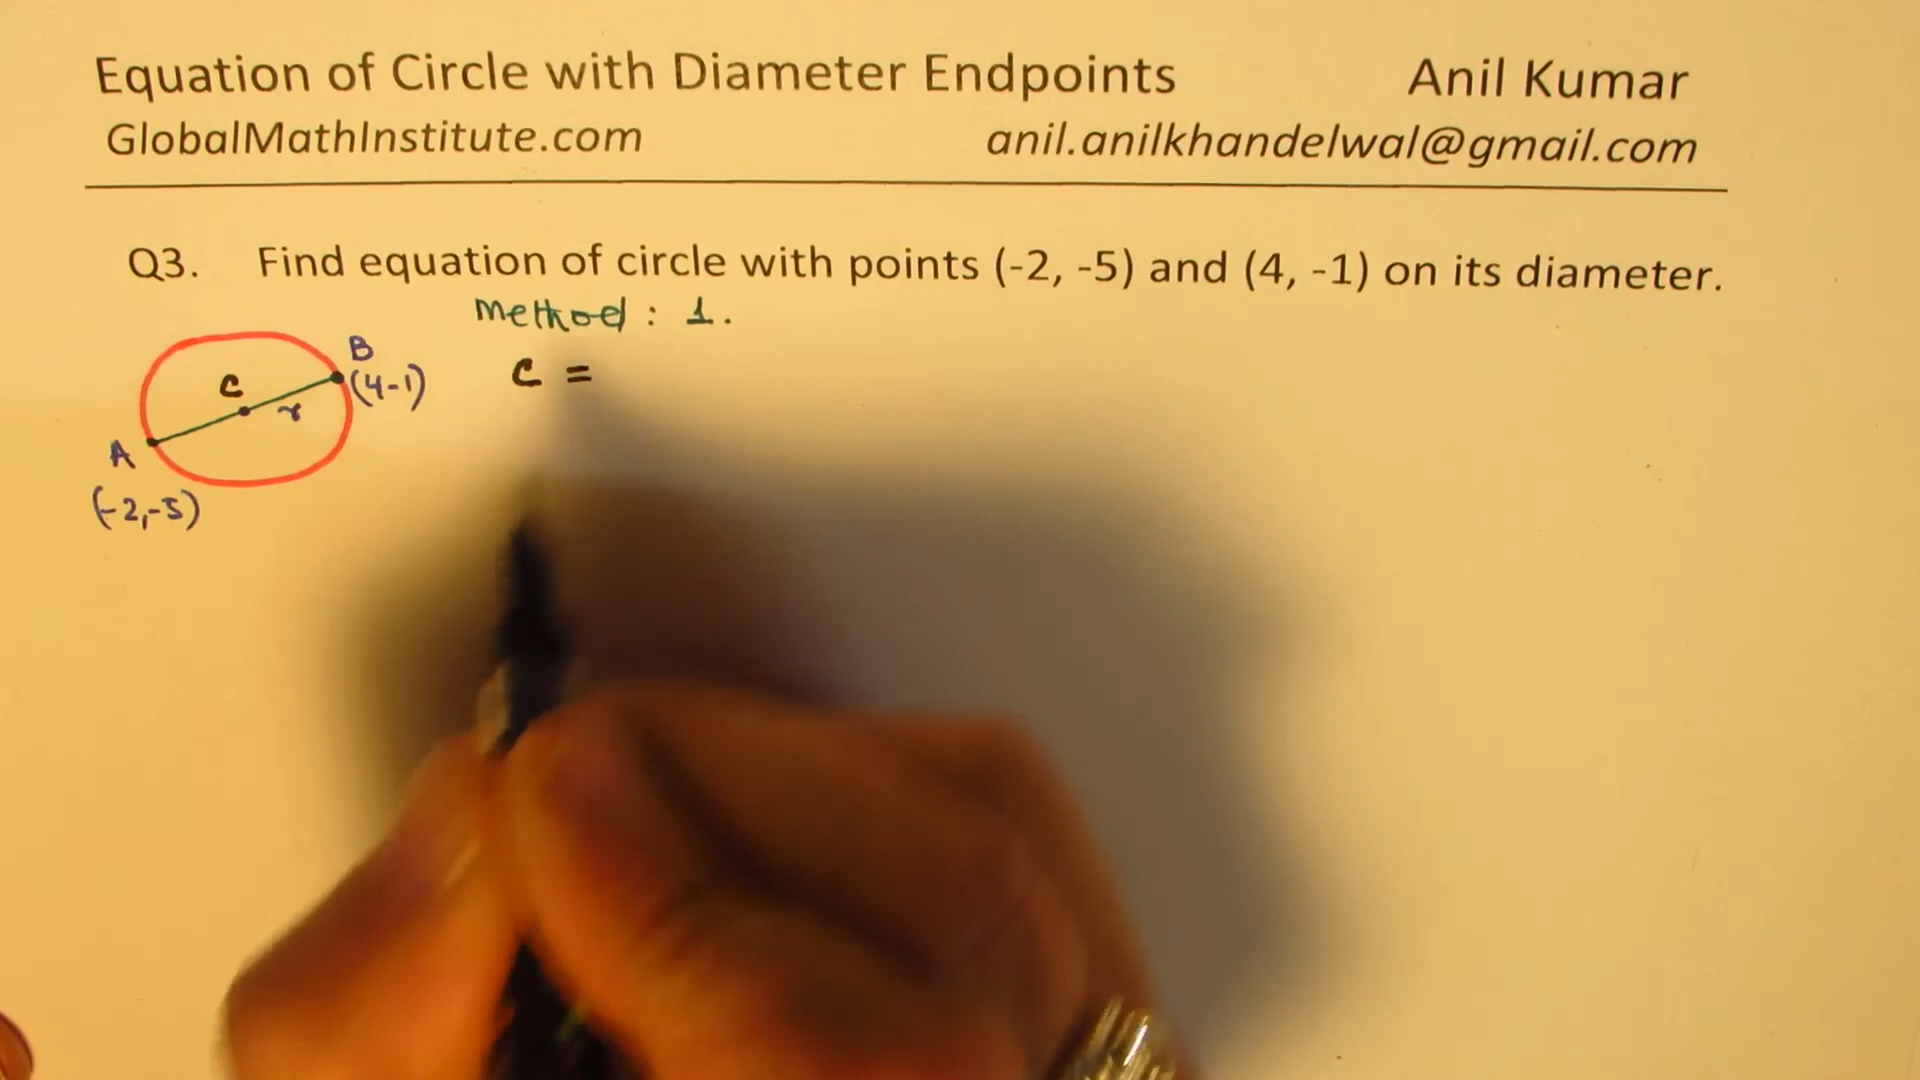 Equation of Circle with Diameter Endpoints Anil Kumar
GlobalMathInstitute.com anil.anilkhandelwal@gmail.com
Q3. Find equation of circle with points (-2, -5) and (4, -1) on its diameter.
Method : 1.
B
C
C =
(4-1)
r
A
(-2,-5)